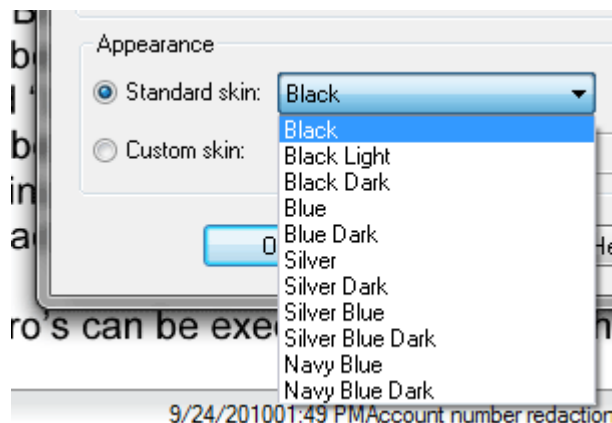 Appearance
Standard skin: Black
Black
Custom skin:
Black Light
Black Dark
Blue
Blue Dark
Silver
Silver Dark
Silver Blue
ro's can be exe
Silver Blue Dark
Navy Blue
Navy Blue Dark
9/24/201001:49 PMAccount number redaction